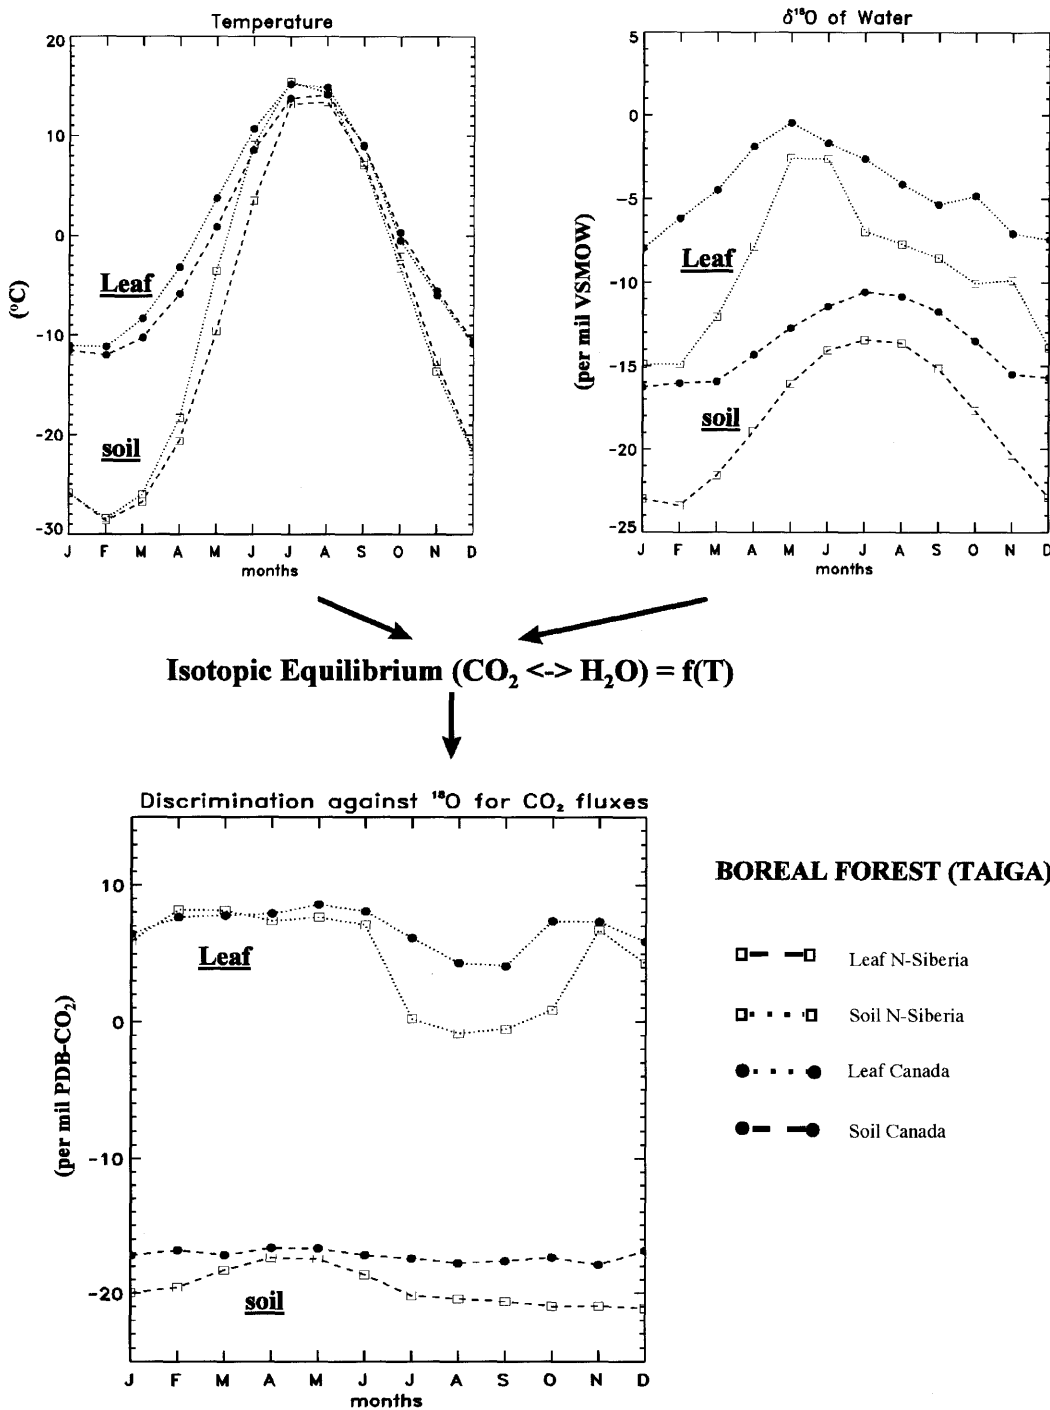 Temperature
20
10
0
-10
-20
-30
(°C)
Leaf
soil
J F M A M J J A S O N D
months
δ¹⁸O of Water
5
0
-5
-10
-15
-20
-25
(per mil VSMOW)
Leaf
soil
J F M A M J J A S O N D
months
Isotopic Equilibrium (CO₂ <-> H₂O) = f(T)
Discrimination against ¹⁸O for CO₂ fluxes
10
0
-10
-20
(per mil PDB-CO₂)
Leaf
soil
J F M A M J J A S O N D
months
BOREAL FOREST (TAIGA)
Leaf N-Siberia
Soil N-Siberia
Leaf Canada
Soil Canada